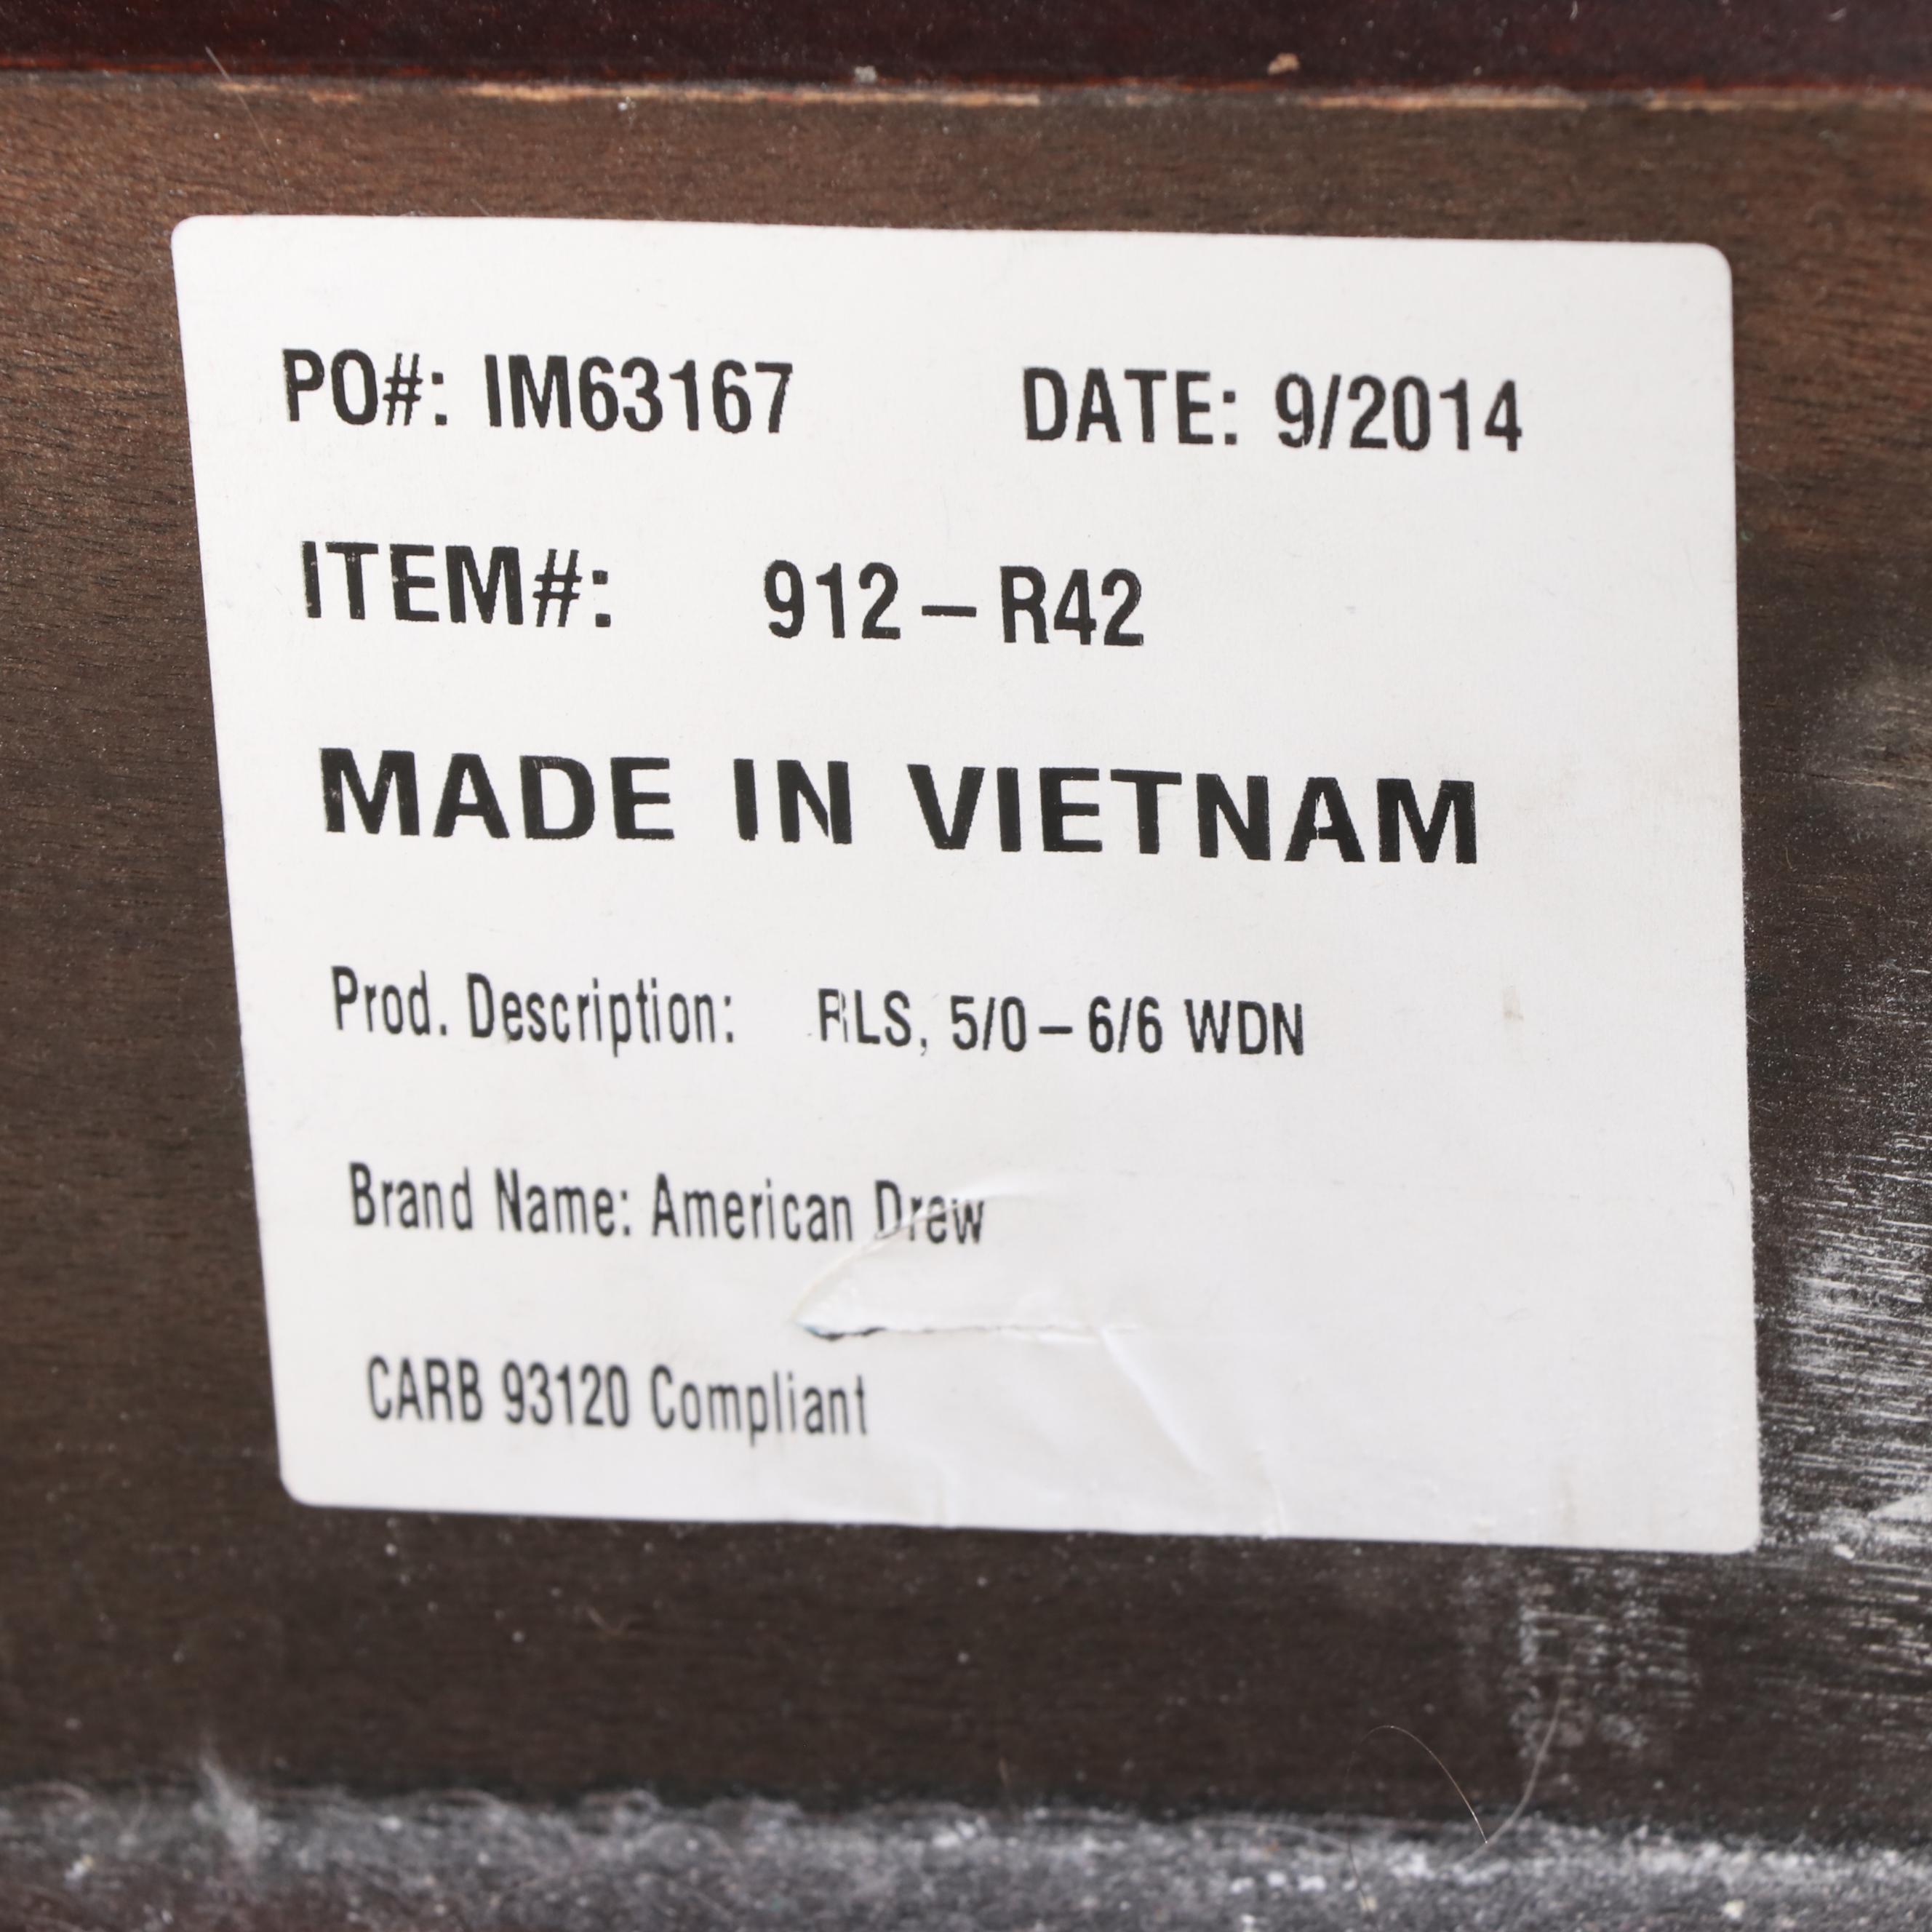 PO#: IM63167 DATE: 9/2014
ITEM#: 912-R42
MADE IN VIETNAM
Prod. Description: RLS, 5/0-6/6 WDN
Brand Name: American Drew
CARB 93120 Compliant